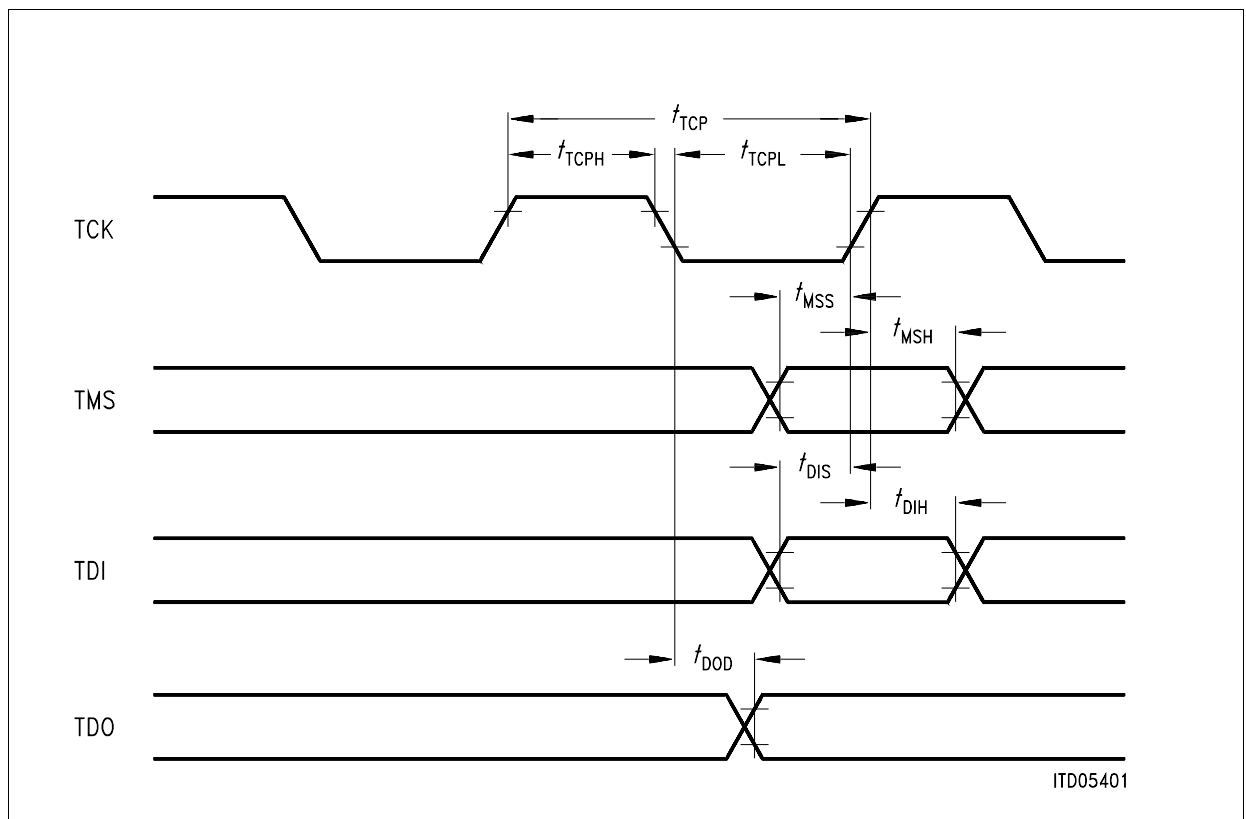 tTCP
tTCPH
tTCPL
TCK
tMSS
tMSH
TMS
tDIS
tDIH
TDI
tDOD
TDO
ITD05401